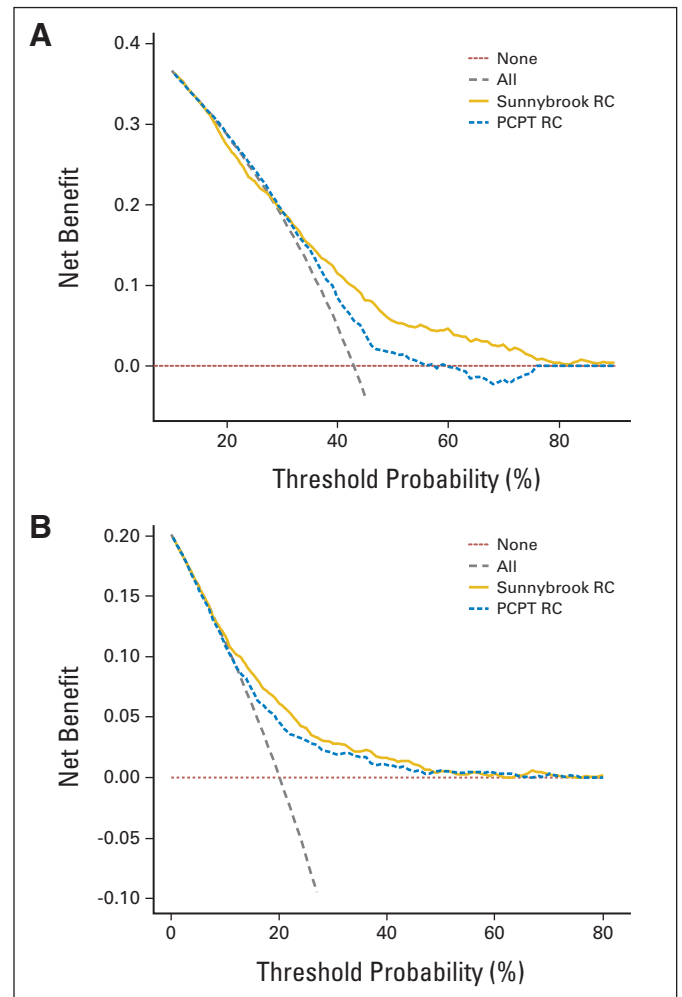 A
0.4
0.3
0.2
0.1
0.0
Net Benefit
None
All
Sunnybrook RC
PCPT RC
20 40 60 80
Threshold Probability (%)
B
0.20
0.15
0.10
0.05
0.00
-0.05
-0.10
Net Benefit
None
All
Sunnybrook RC
PCPT RC
0 20 40 60 80
Threshold Probability (%)